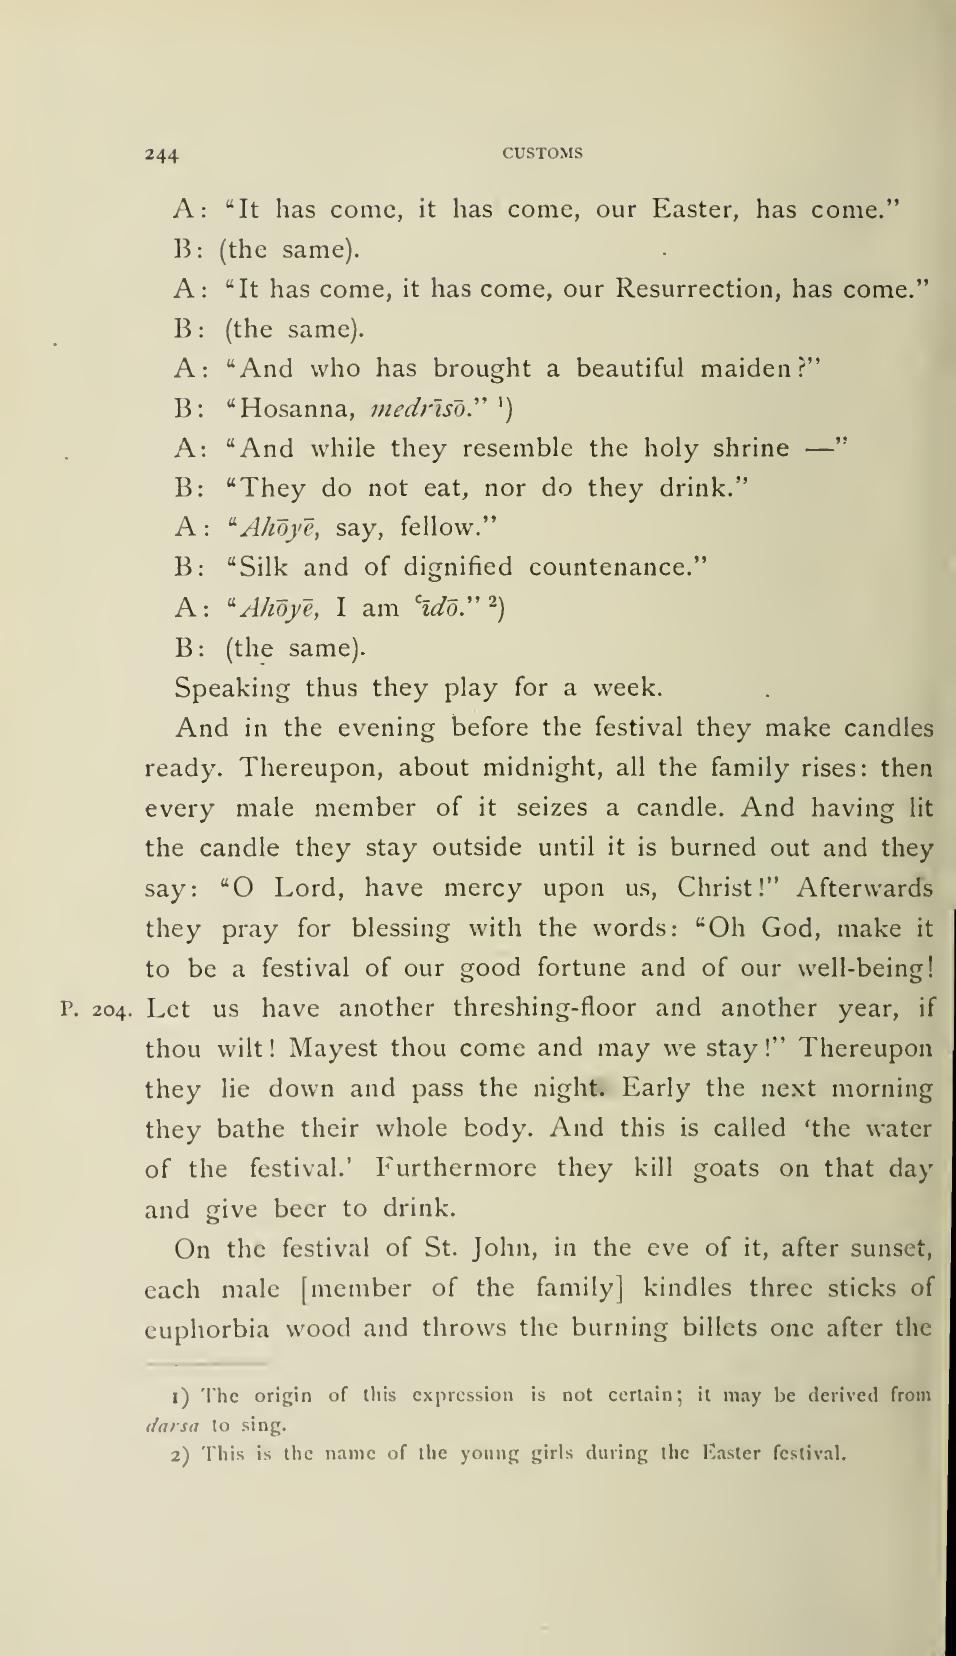 244 CUSTOMS
A: “It has come, it has come, our Easter, has come.”
B: (the same).
A: “It has come, it has come, our Resurrection, has come.”
B: (the same).
A: “And who has brought a beautiful maiden?”
B: “Hosanna, medrīsō.” ¹)
A: “And while they resemble the holy shrine —”
B: “They do not eat, nor do they drink.”
A: “Ahōyē, say, fellow.”
B: “Silk and of dignified countenance.”
A: “Ahōyē, I am ʿīdō.” ²)
B: (the same).
Speaking thus they play for a week.
And in the evening before the festival they make candles
ready. Thereupon, about midnight, all the family rises: then
every male member of it seizes a candle. And having lit
the candle they stay outside until it is burned out and they
say: “O Lord, have mercy upon us, Christ!” Afterwards
they pray for blessing with the words: “Oh God, make it
to be a festival of our good fortune and of our well-being!
P. 204. Let us have another threshing-floor and another year, if
thou wilt! Mayest thou come and may we stay!” Thereupon
they lie down and pass the night. Early the next morning
they bathe their whole body. And this is called ‘the water
of the festival.’ Furthermore they kill goats on that day
and give beer to drink.
On the festival of St. John, in the eve of it, after sunset,
each male [member of the family] kindles three sticks of
euphorbia wood and throws the burning billets one after the
1) The origin of this expression is not certain; it may be derived from
darsa to sing.
2) This is the name of the young girls during the Easter festival.